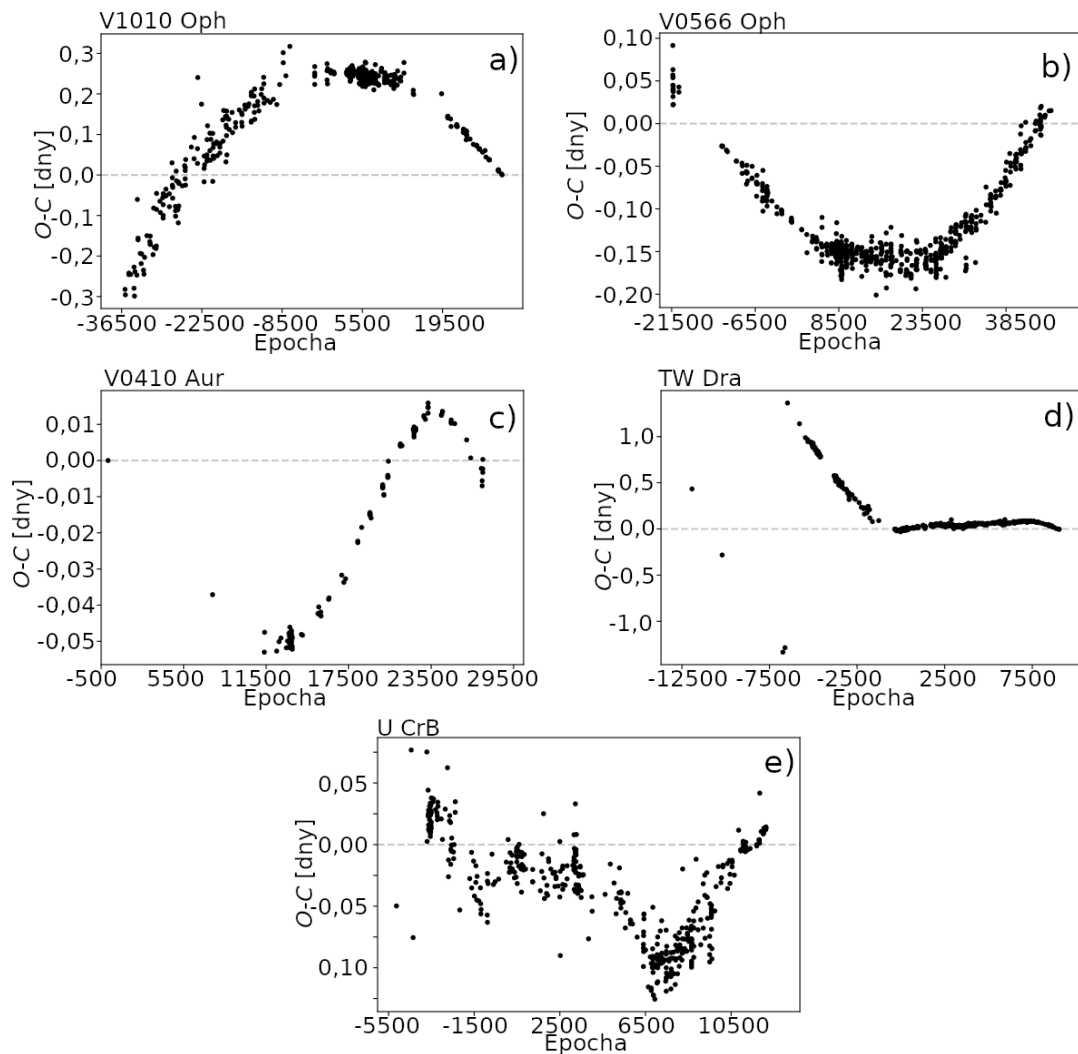 V1010 Oph
a)
0,3
0,2
0,1
0,0
-0,1
-0,2
-0,3
O-C [dny]
-36500 -22500 -8500 5500 19500
Epocha
V0566 Oph
b)
0,10
0,05
0,00
-0,05
-0,10
-0,15
-0,20
O-C [dny]
-21500 -6500 8500 23500 38500
Epocha
V0410 Aur
c)
0,01
0,00
-0,01
-0,02
-0,03
-0,04
-0,05
O-C [dny]
-500 5500 11500 17500 23500 29500
Epocha
TW Dra
d)
1,0
0,5
0,0
-0,5
-1,0
O-C [dny]
-12500 -7500 -2500 2500 7500
Epocha
U CrB
e)
0,05
0,00
-0,05
0,10
O-C [dny]
-5500 -1500 2500 6500 10500
Epocha